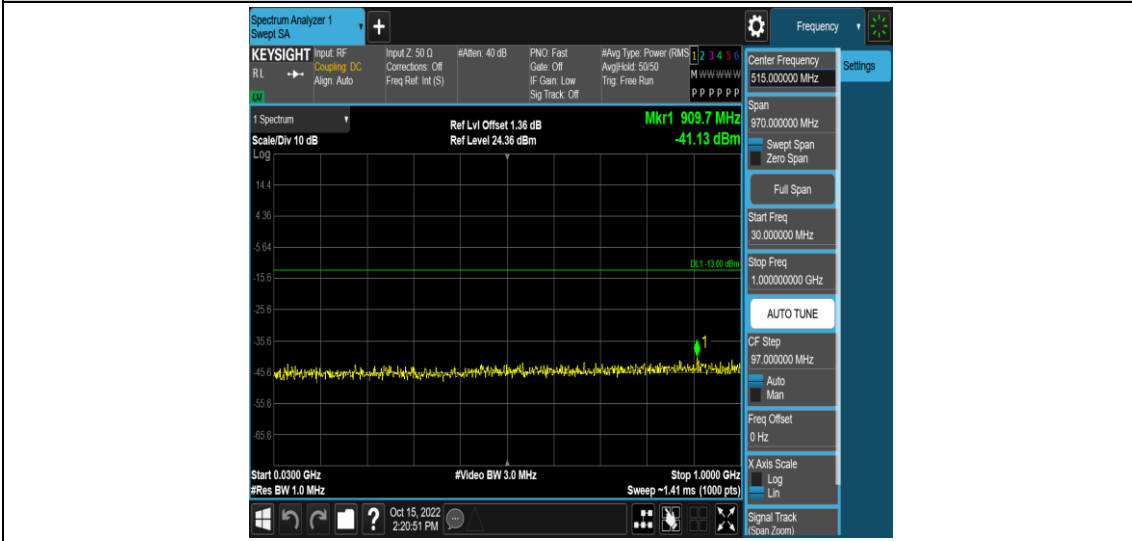 Spectrum Analyzer 1
Swept SA
+
Frequency
KEYSIGHT
RL
LXI
Input: RF
Coupling: DC
Align: Auto
Input Z: 50 Ω
Corrections: Off
Freq Ref: Int (S)
#Atten: 40 dB
PNO: Fast
Gate: Off
IF Gain: Low
Sig Track: Off
#Avg Type: Power (RMS
Avg|Hold: 50/50
Trig: Free Run
1 2 3 4 5 6
M W W W W W
P P P P P P
Center Frequency
515.000000 MHz
Settings
Span
970.000000 MHz
Swept Span
Zero Span
Full Span
Start Freq
30.000000 MHz
Stop Freq
1.000000000 GHz
AUTO TUNE
CF Step
97.000000 MHz
Auto
Man
Freq Offset
0 Hz
X Axis Scale
Log
Lin
Signal Track
(Span Zoom)
1 Spectrum
Scale/Div 10 dB
Log
Ref Lvl Offset 1.36 dB
Ref Level 24.36 dBm
Mkr1 909.7 MHz
-41.13 dBm
14.4
4.36
-5.64
DL1 -13.00 dBm
-15.6
-25.6
-35.6
1
-45.6
-55.6
-65.6
Start 0.0300 GHz
#Video BW 3.0 MHz
Stop 1.0000 GHz
#Res BW 1.0 MHz
Sweep ~1.41 ms (1000 pts)
?
Oct 15, 2022
2:20:51 PM